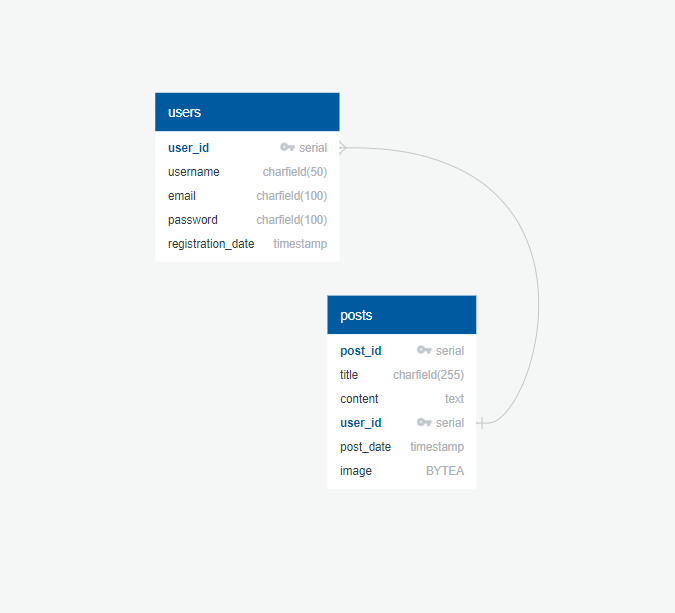 users
user_id serial
username charfield(50)
email charfield(100)
password charfield(100)
registration_date timestamp
posts
post_id serial
title charfield(255)
content text
user_id serial
post_date timestamp
image BYTEA